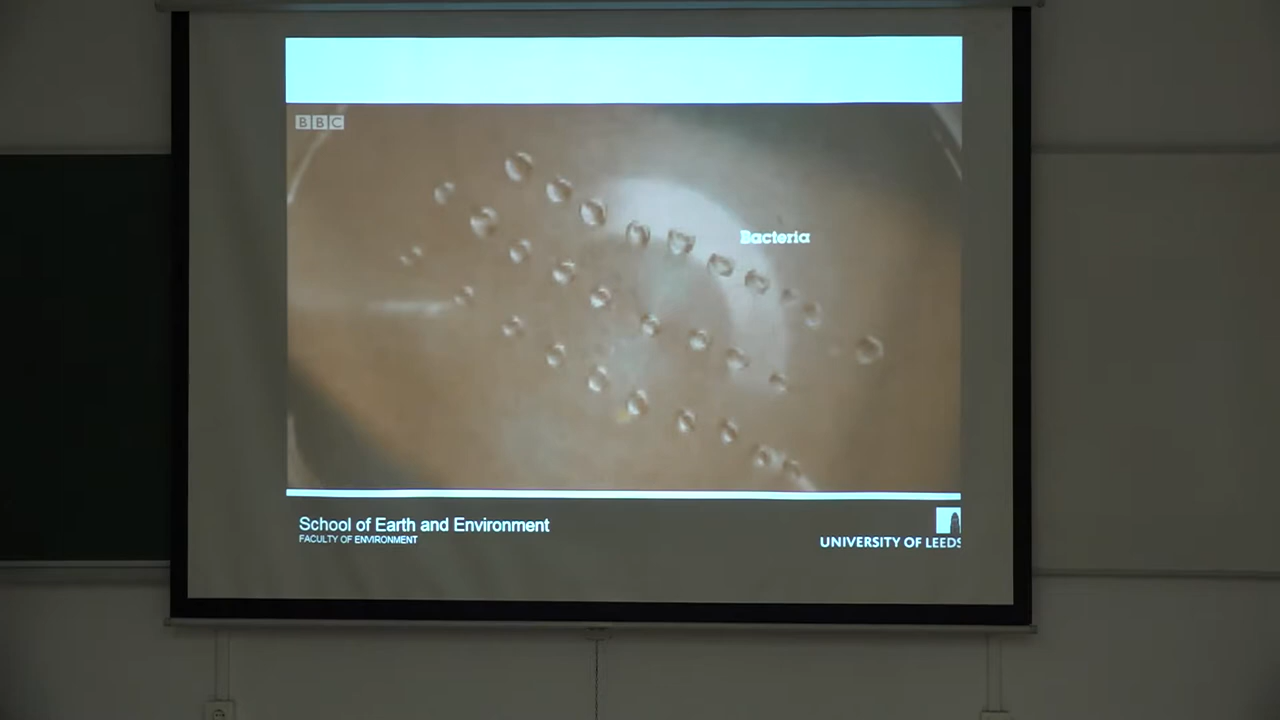 BBC
Bacteria
School of Earth and Environment
FACULTY OF ENVIRONMENT
UNIVERSITY OF LEEDS